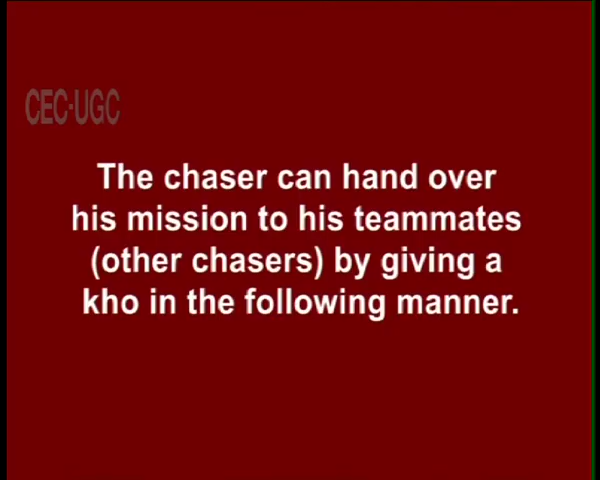 CEC-UGC
The chaser can hand over
his mission to his teammates
(other chasers) by giving a
kho in the following manner.